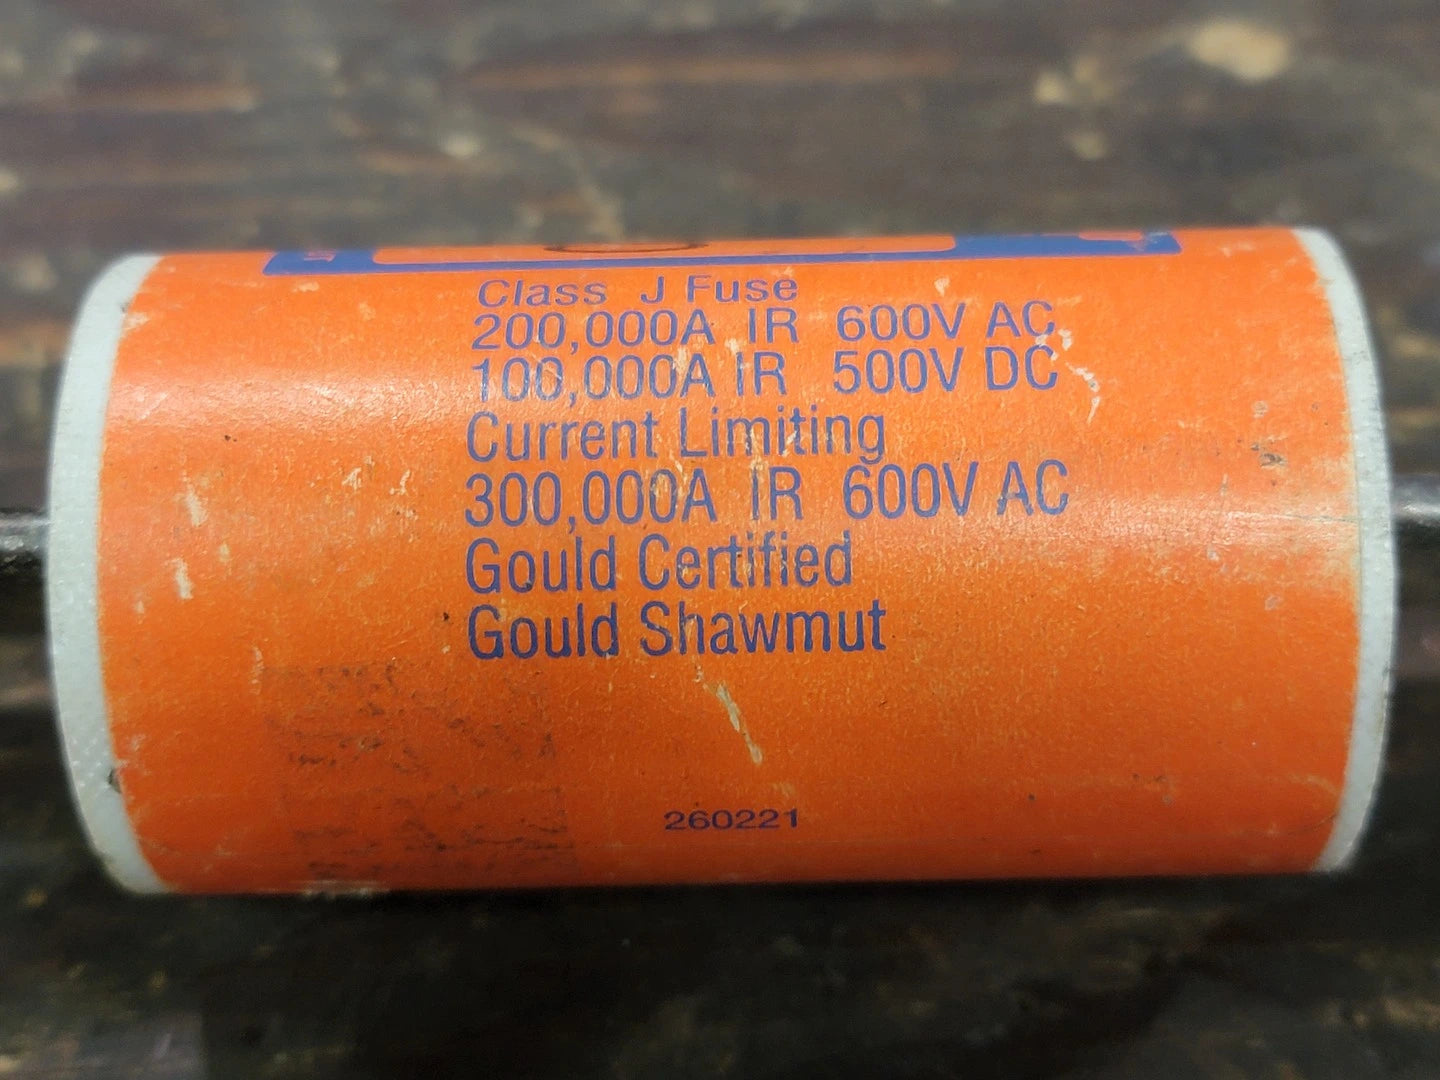 Class J Fuse
200,000A IR 600V AC
100,000A IR 500V DC
Current Limiting
300,000A IR 600V AC
Gould Certified
Gould Shawmut
260221